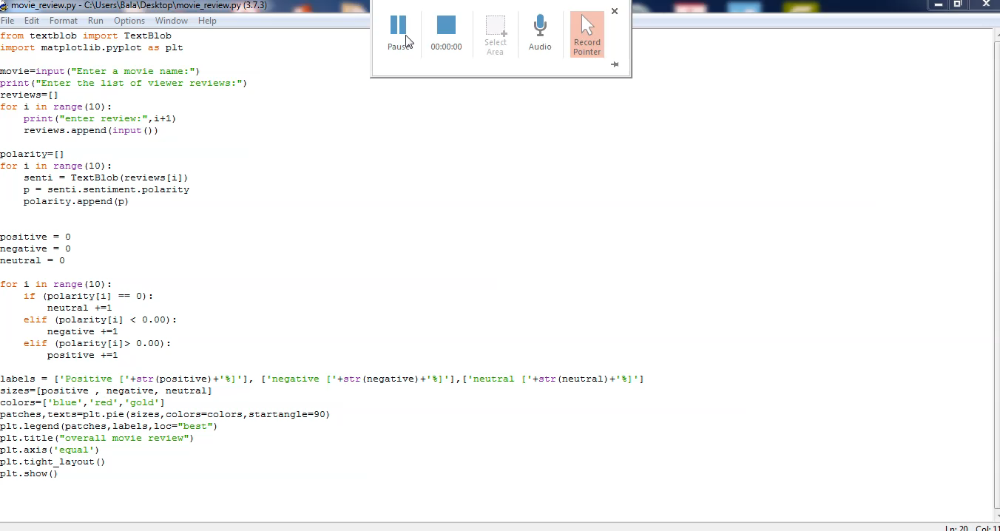 movie_review.py - C:\Users\Bala\Desktop\movie_review.py (3.7.3)
File Edit Format Run Options Window Help
Pause 00:00:00 Select Area Audio Record Pointer
from textblob import TextBlob
import matplotlib.pyplot as plt
movie=input("Enter a movie name:")
print("Enter the list of viewer reviews:")
reviews=[]
for i in range(10):
    print("enter review:",i+1)
    reviews.append(input())
polarity=[]
for i in range(10):
    senti = TextBlob(reviews[i])
    p = senti.sentiment.polarity
    polarity.append(p)
positive = 0
negative = 0
neutral = 0
for i in range(10):
    if (polarity[i] == 0):
        neutral +=1
    elif (polarity[i] < 0.00):
        negative +=1
    elif (polarity[i]> 0.00):
        positive +=1
labels = ['Positive ['+str(positive)+'%]'], ['negative ['+str(negative)+'%]'],['neutral ['+str(neutral)+'%]']
sizes=[positive , negative, neutral]
colors=['blue','red','gold']
patches,texts=plt.pie(sizes,colors=colors,startangle=90)
plt.legend(patches,labels,loc="best")
plt.title("overall movie review")
plt.axis('equal')
plt.tight_layout()
plt.show()
Ln: 20 Col: 11